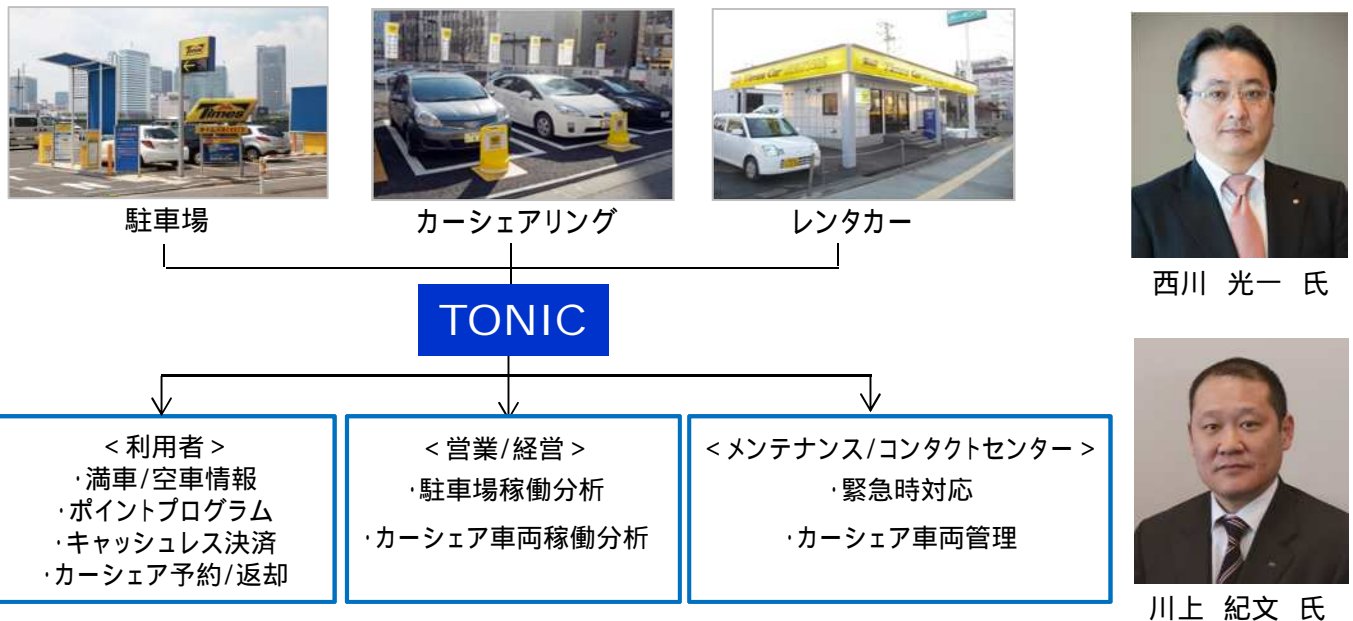 Times
Times
Times Car RENTAL
駐車場
カーシェアリング
レンタカー
西川 光一 氏
TONIC
<利用者>
・満車/空車情報
・ポイントプログラム
・キャッシュレス決済
・カーシェア予約/返却
<営業/経営>
・駐車場稼働分析
・カーシェア車両稼働分析
<メンテナンス/コンタクトセンター>
・緊急時対応
・カーシェア車両管理
川上 紀文 氏